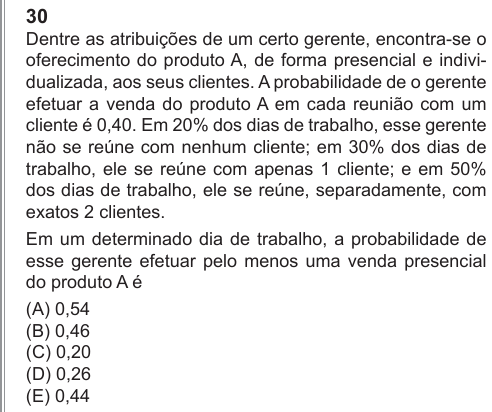 30
Dentre as atribuições de um certo gerente, encontra-se o
oferecimento do produto A, de forma presencial e indivi-
dualizada, aos seus clientes. A probabilidade de o gerente
efetuar a venda do produto A em cada reunião com um
cliente é 0,40. Em 20% dos dias de trabalho, esse gerente
não se reúne com nenhum cliente; em 30% dos dias de
trabalho, ele se reúne com apenas 1 cliente; e em 50%
dos dias de trabalho, ele se reúne, separadamente, com
exatos 2 clientes.
Em um determinado dia de trabalho, a probabilidade de
esse gerente efetuar pelo menos uma venda presencial
do produto A é
(A) 0,54
(B) 0,46
(C) 0,20
(D) 0,26
(E) 0,44